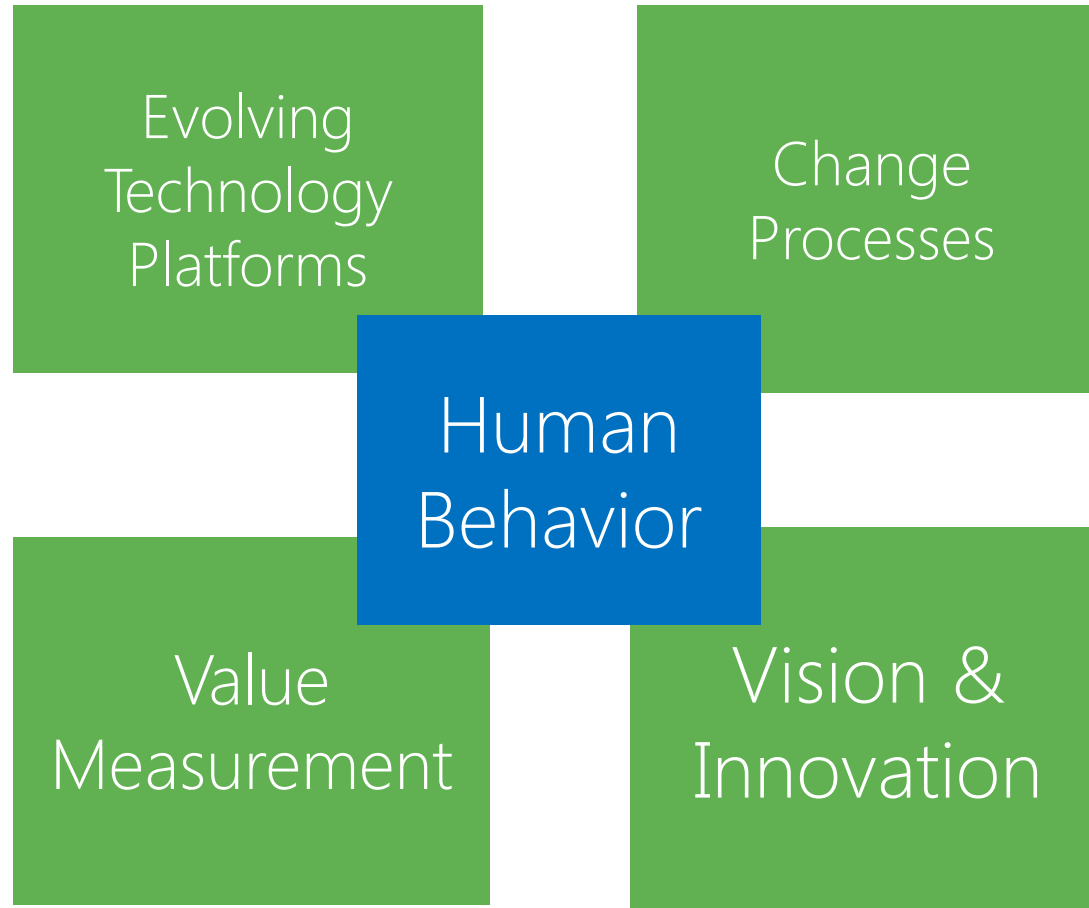 Evolving
Technology
Platforms
Change
Processes
Human
Behavior
Value
Measurement
Vision &
Innovation